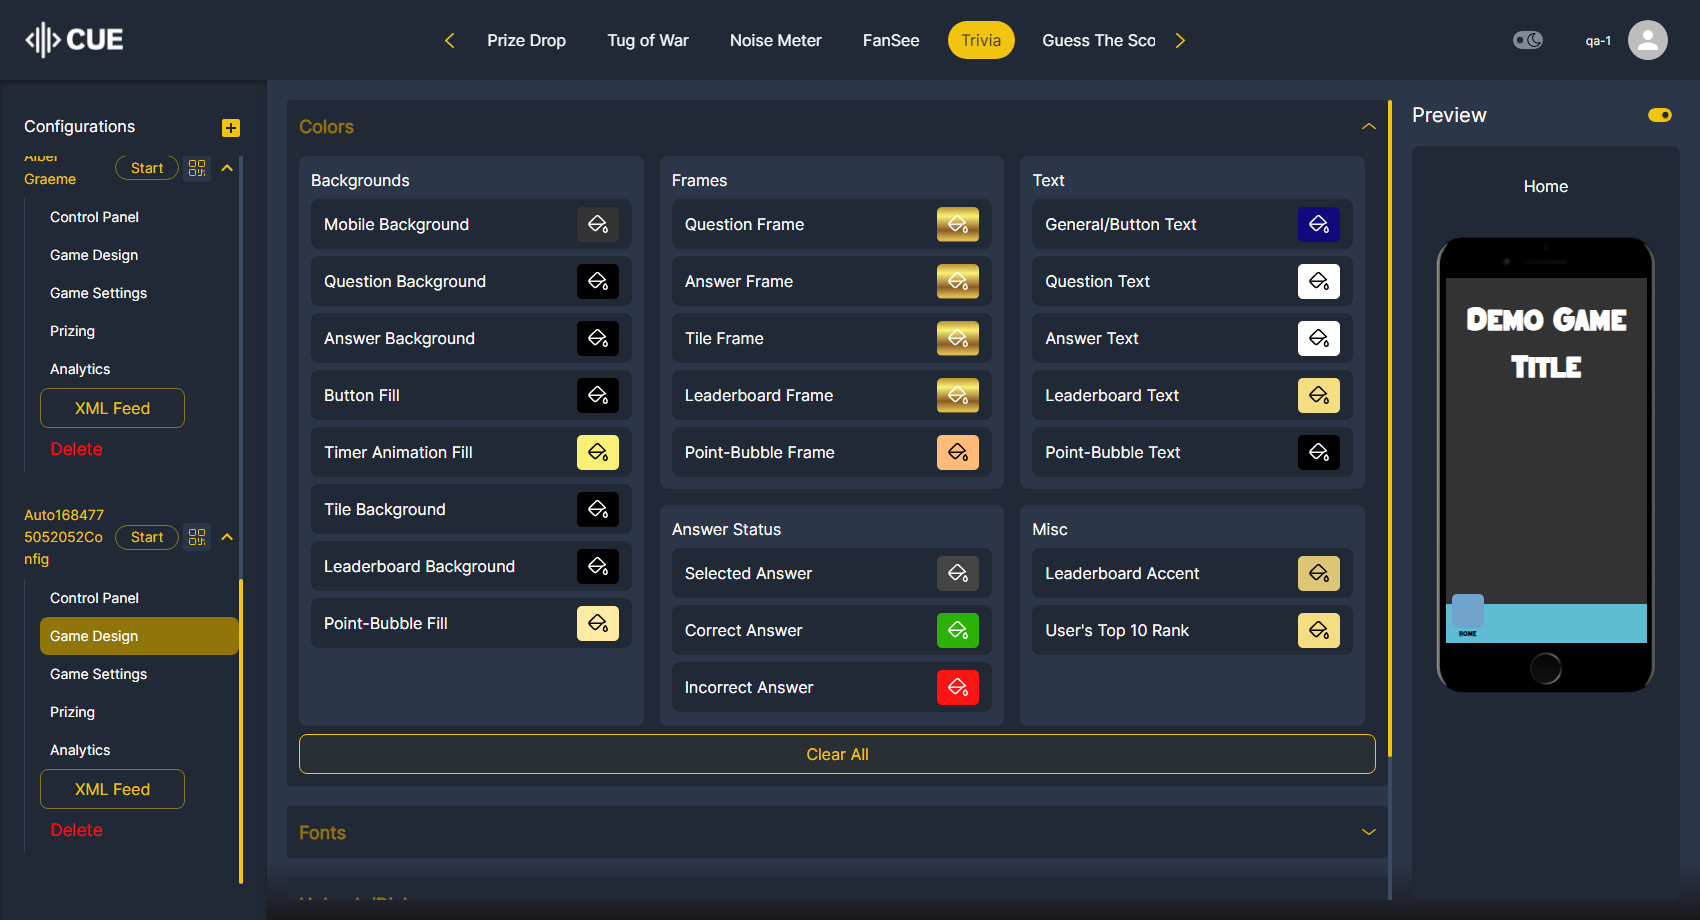 CUE
Prize Drop
Tug of War
Noise Meter
FanSee
Trivia
Guess The Sco
qa-1
Configurations
Graeme
Start
Control Panel
Game Design
Game Settings
Prizing
Analytics
XML Feed
Delete
Auto168477
5052052Co
nfig
Start
Control Panel
Game Design
Game Settings
Prizing
Analytics
XML Feed
Delete
Colors
Backgrounds
Mobile Background
Question Background
Answer Background
Button Fill
Timer Animation Fill
Tile Background
Leaderboard Background
Point-Bubble Fill
Frames
Question Frame
Answer Frame
Tile Frame
Leaderboard Frame
Point-Bubble Frame
Text
General/Button Text
Question Text
Answer Text
Leaderboard Text
Point-Bubble Text
Answer Status
Selected Answer
Correct Answer
Incorrect Answer
Misc
Leaderboard Accent
User's Top 10 Rank
Clear All
Fonts
Preview
Home
Demo Game
Title
HOME